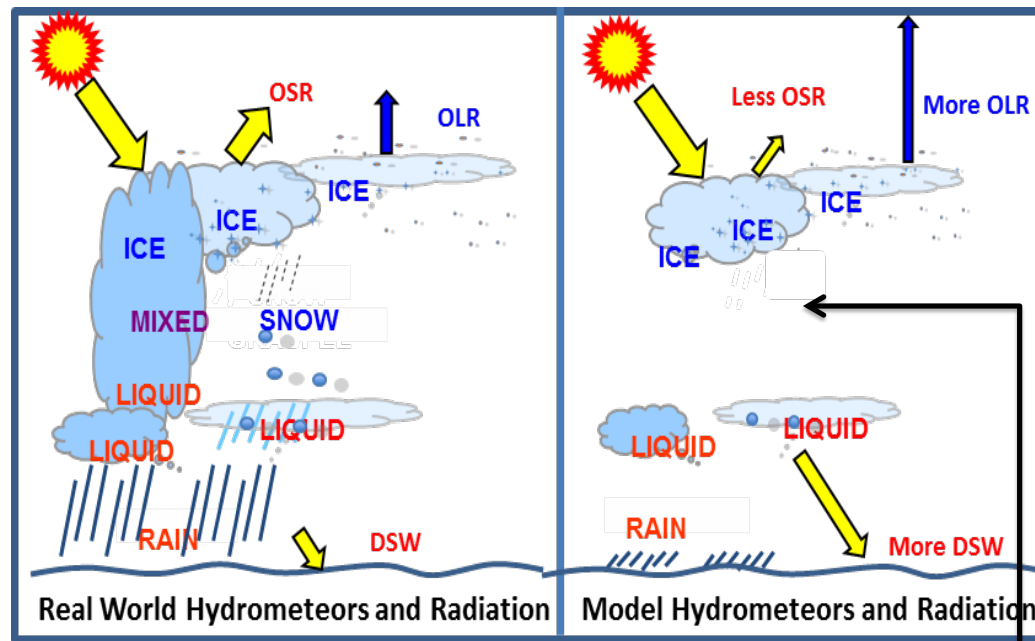 OSR
OLR
ICE
ICE
ICE
MIXED
SNOW
LIQUID
LIQUID
LIQUID
RAIN
DSW
Real World Hydrometeors and Radiation
Less OSR
More OLR
ICE
ICE
ICE
LIQUID
LIQUID
RAIN
More DSW
Model Hydrometeors and Radiation